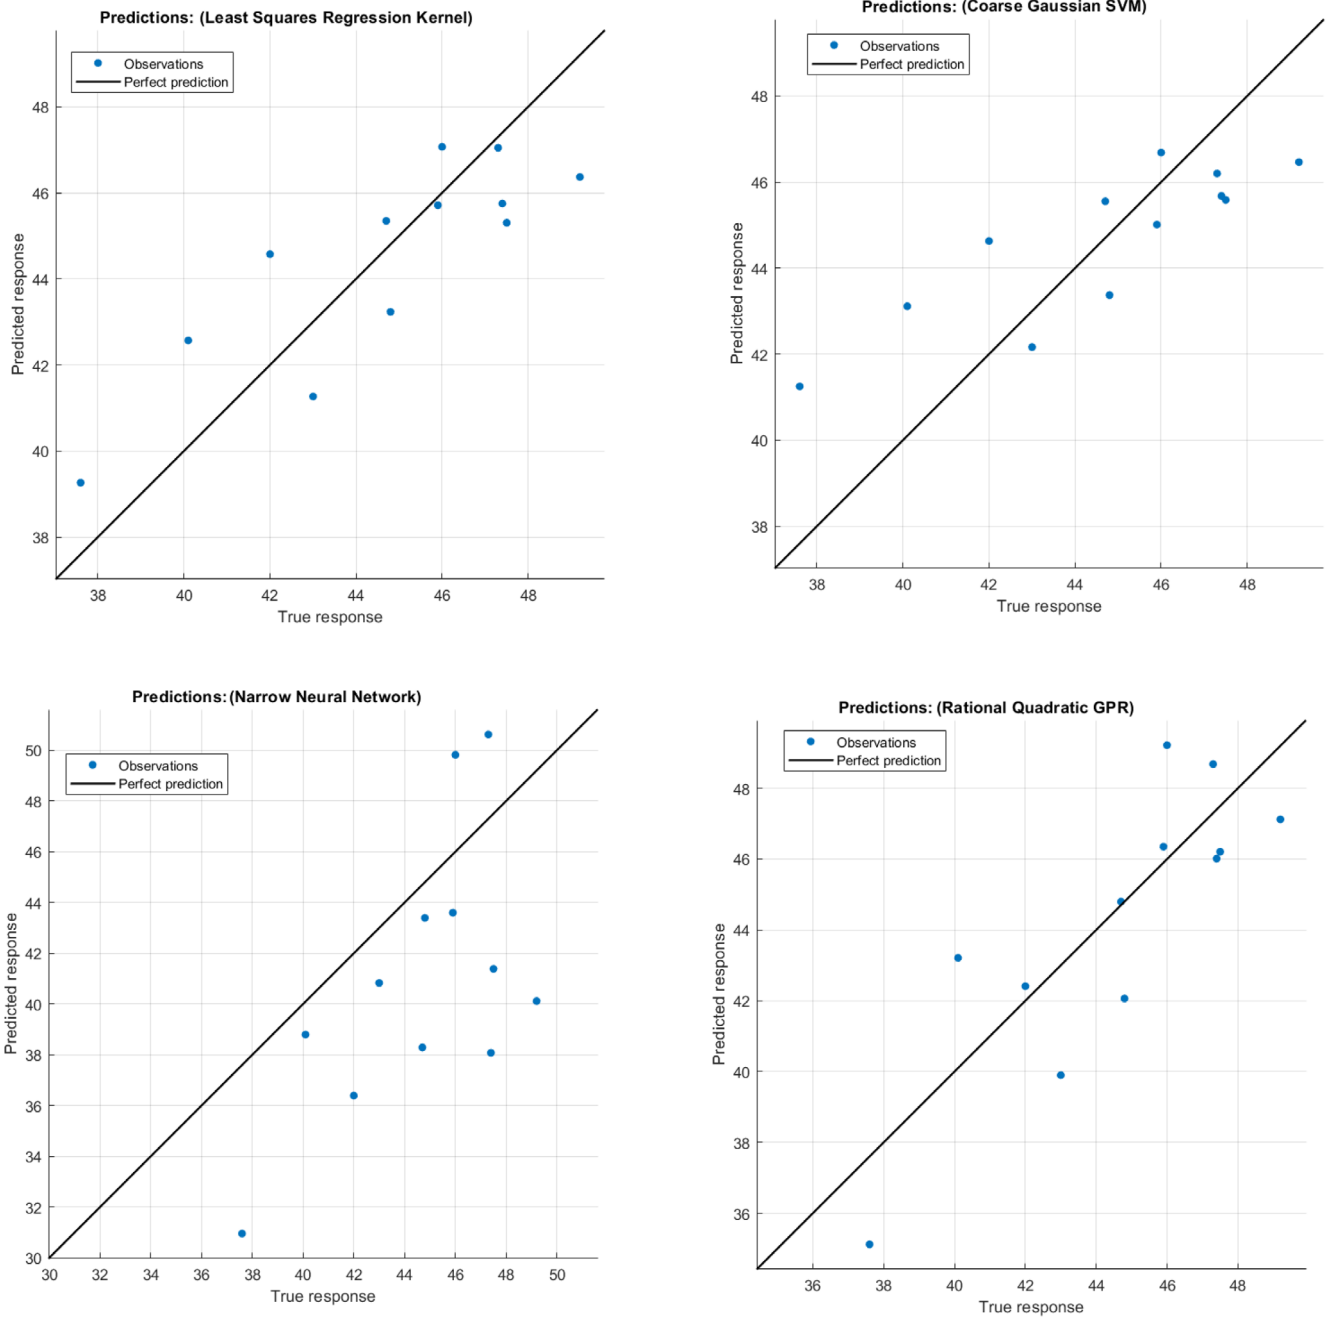 Predictions: (Least Squares Regression Kernel)
Observations
Perfect prediction
48
46
44
42
40
38
Predicted response
38 40 42 44 46 48
True response
Predictions: (Coarse Gaussian SVM)
Observations
Perfect prediction
48
46
44
42
40
38
Predicted response
38 40 42 44 46 48
True response
Predictions: (Narrow Neural Network)
Observations
Perfect prediction
50
48
46
44
42
40
38
36
34
32
30
Predicted response
30 32 34 36 38 40 42 44 46 48 50
True response
Predictions: (Rational Quadratic GPR)
Observations
Perfect prediction
48
46
44
42
40
38
36
Predicted response
36 38 40 42 44 46 48
True response